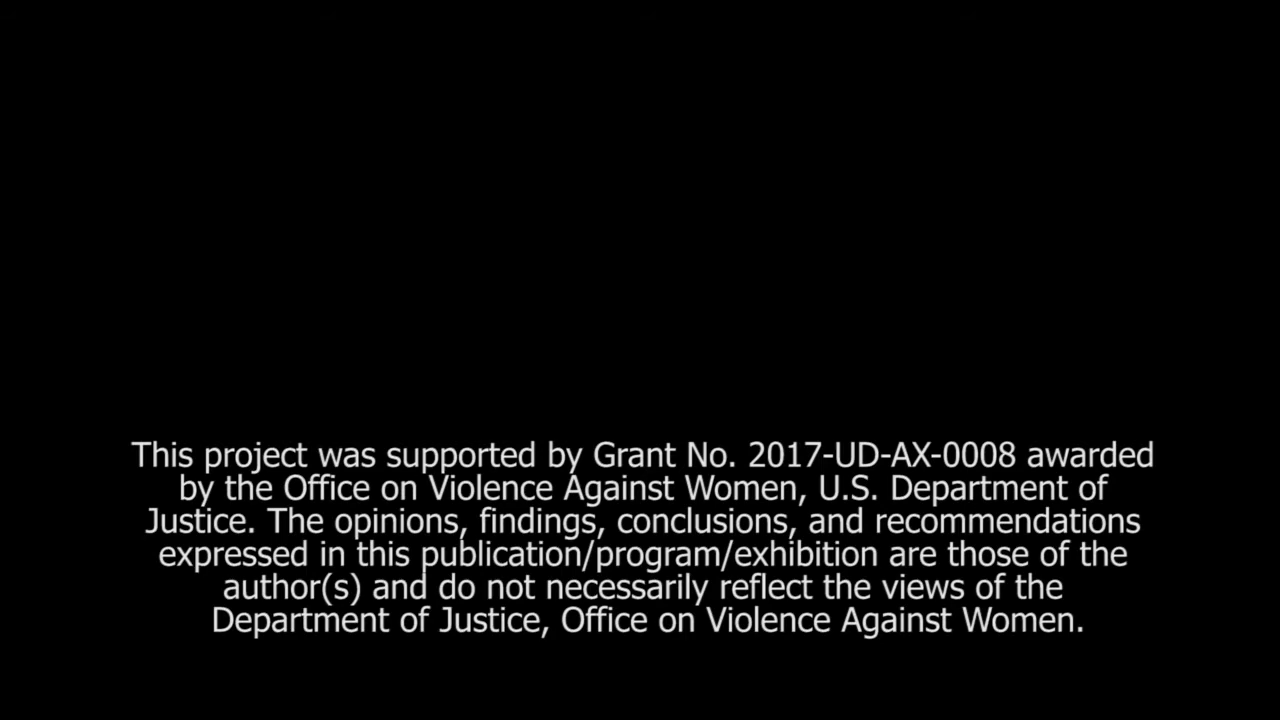 This project was supported by Grant No. 2017-UD-AX-0008 awarded
by the Office on Violence Against Women, U.S. Department of
Justice. The opinions, findings, conclusions, and recommendations
expressed in this publication/program/exhibition are those of the
author(s) and do not necessarily reflect the views of the
Department of Justice, Office on Violence Against Women.